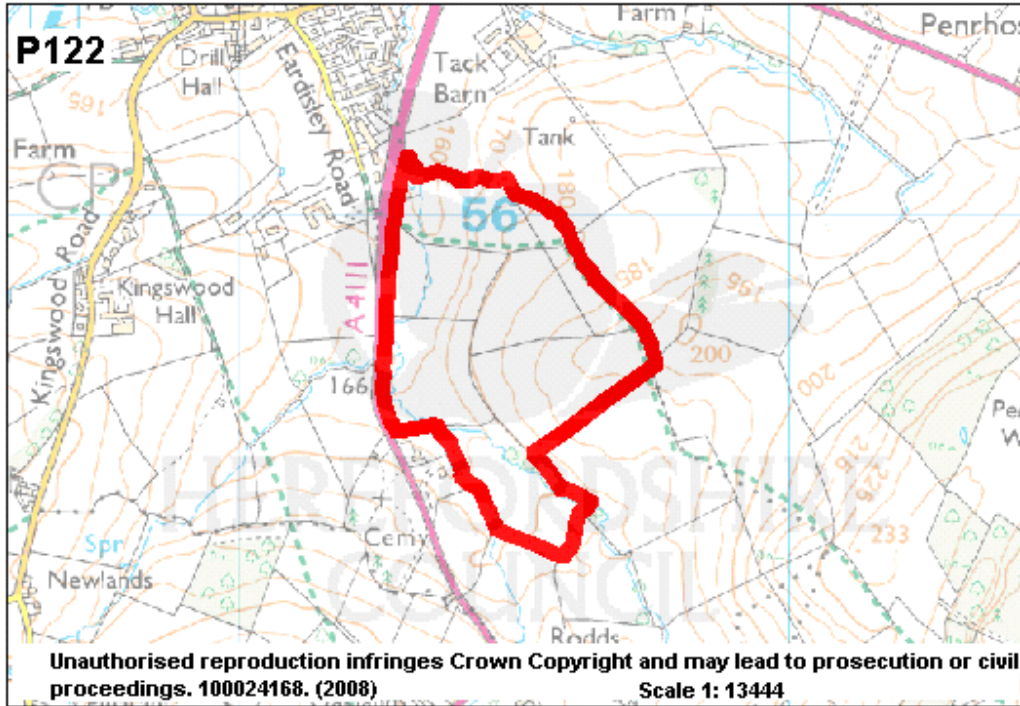 P122
Drill
Hall
Eardisley Road
Tack
Barn
Farm
Penrhos
165
160
170
Tank
180
Farm
CP
56
185
195
Kingswood Road
Kingswood
Hall
A4111
200
166
200
HEREFORDSHIRE
COUNCIL
216
225
233
Spr
Cemy
Newlands
Rodds
Unauthorised reproduction infringes Crown Copyright and may lead to prosecution or civil
proceedings. 100024168. (2008) Scale 1: 13444